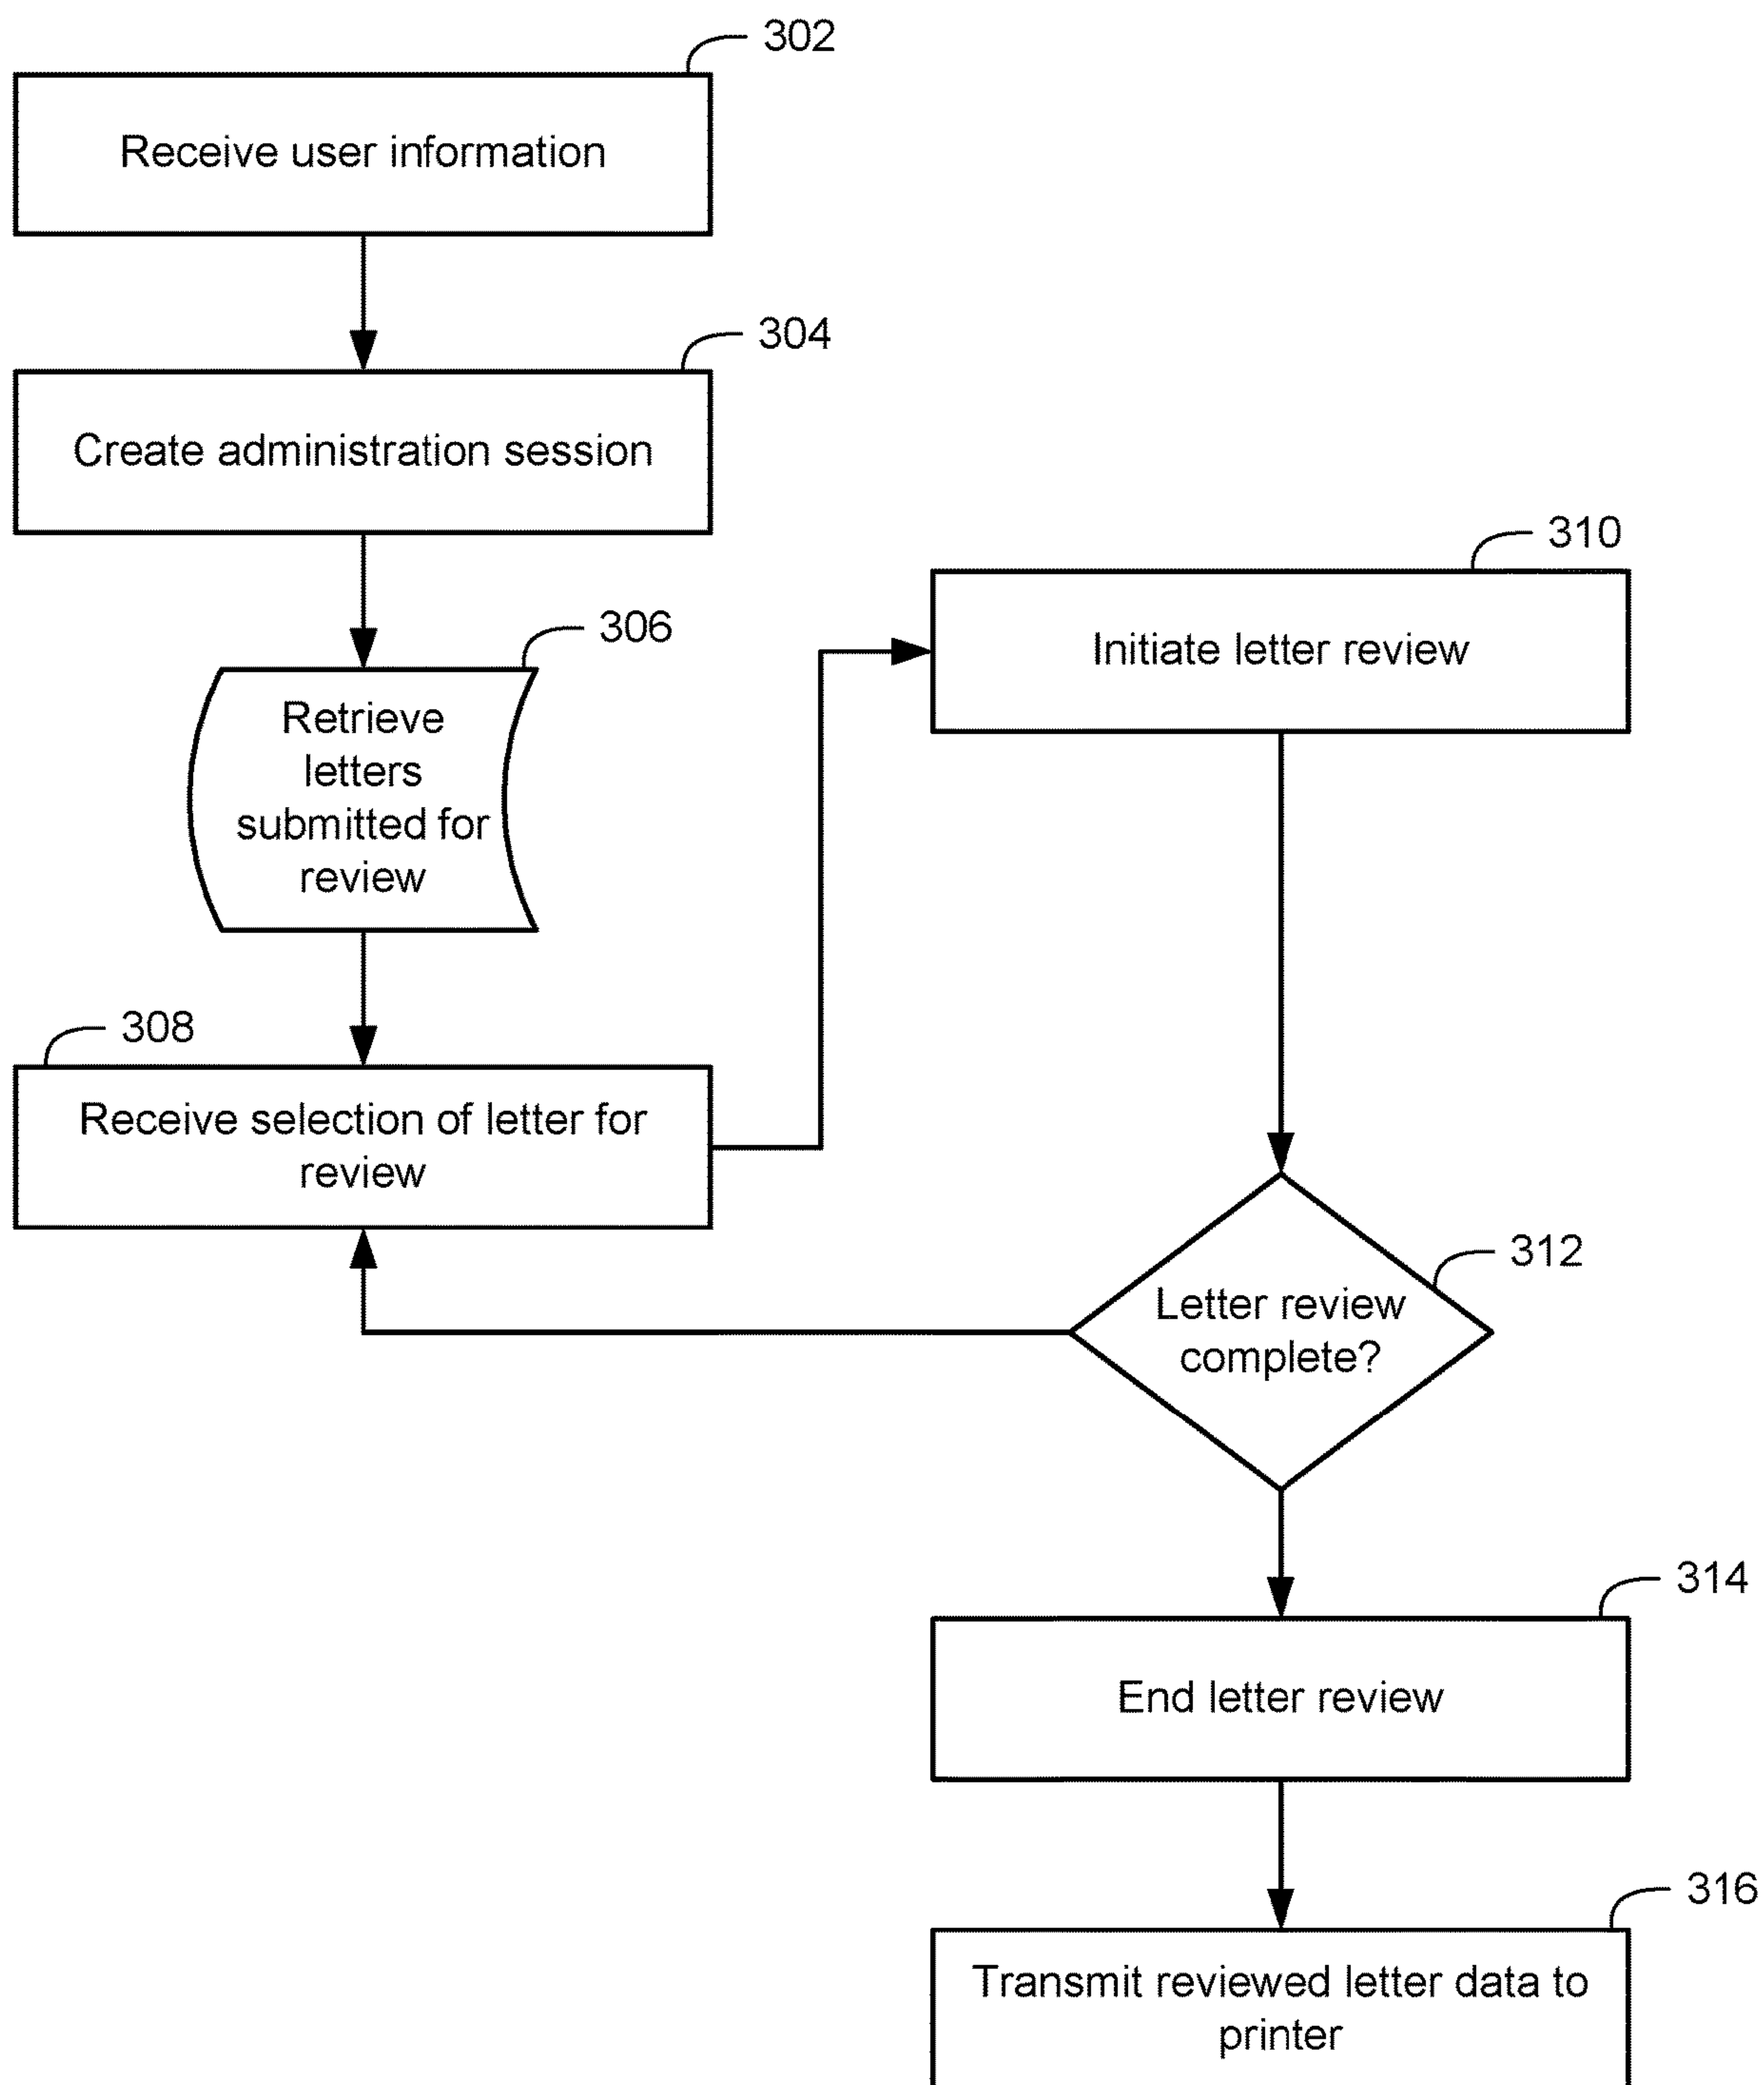 302
Receive user information
304
Create administration session
306
Retrieve
letters
submitted for
review
308
Receive selection of letter for
review
310
Initiate letter review
312
Letter review
complete?
314
End letter review
316
Transmit reviewed letter data to
printer